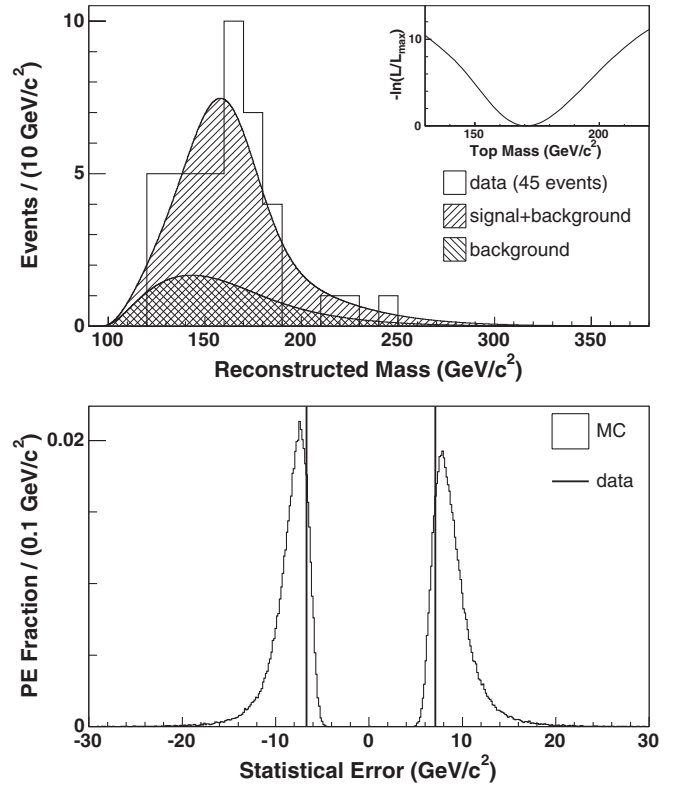 10
5
0
Events / (10 GeV/c²)
100 150 200 250 300 350
Reconstructed Mass (GeV/c²)
10
0
-ln(L/Lmax)
150 200
Top Mass (GeV/c²)
data (45 events)
signal+background
background
0.02
0
PE Fraction / (0.1 GeV/c²)
-30 -20 -10 0 10 20 30
Statistical Error (GeV/c²)
MC
data